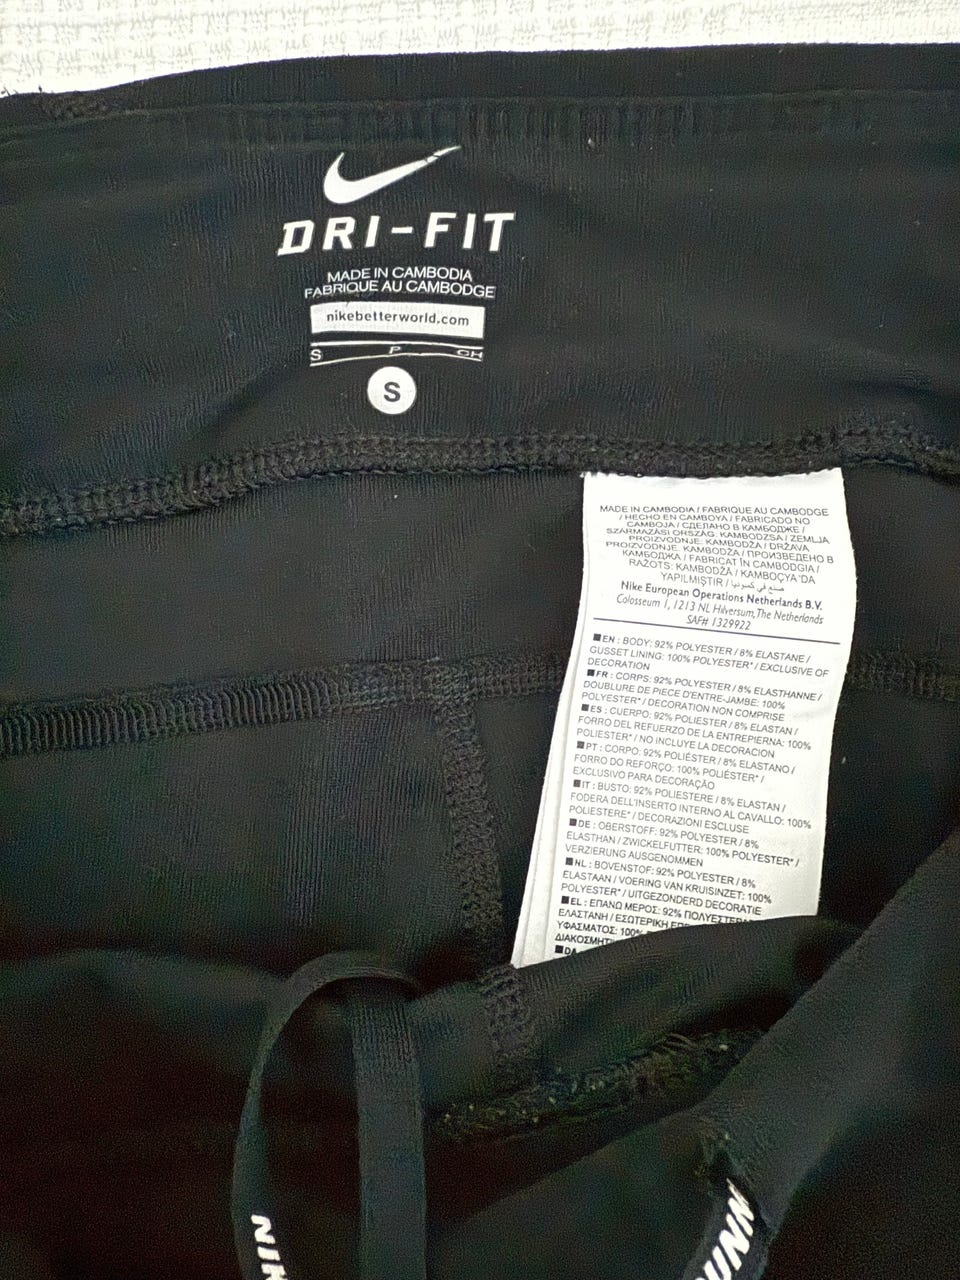 DRI-FIT
MADE IN CAMBODIA
FABRIQUE AU CAMBODGE
nikebetterworld.com
S P CH
S
MADE IN CAMBODIA / FABRIQUE AU CAMBODGE
/ HECHO EN CAMBOYA / FABRICADO NO
CAMBOJA / СДЕЛАНО В КАМБОДЖЕ /
SZÁRMAZÁSI ORSZÁG: KAMBODZSA / ZEMLJA
PROIZVODNJE: KAMBODŽA / DRŽAVA
PROIZVODNJE: KAMBODŽA / ПРОИЗВЕДЕНО В
КАМБОДЖА / FABRICAT ÎN CAMBODGIA /
RAŽOTS: KAMBODŽĀ / KAMBOÇYA'DA
YAPILMIŞTIR / صنع في كمبوديا
Nike European Operations Netherlands B.V.
Colosseum 1, 1213 NL Hilversum, The Netherlands
SAF# 1329922
EN : BODY: 92% POLYESTER / 8% ELASTANE /
GUSSET LINING: 100% POLYESTER* / EXCLUSIVE OF
DECORATION
FR : CORPS: 92% POLYESTER / 8% ELASTHANNE /
DOUBLURE DE PIECE D'ENTRE-JAMBE: 100%
POLYESTER* / DECORATION NON COMPRISE
ES : CUERPO: 92% POLIESTER / 8% ELASTAN /
FORRO DEL REFUERZO DE LA ENTREPIERNA: 100%
POLIESTER* / NO INCLUYE LA DECORACION
PT : CORPO: 92% POLIÉSTER / 8% ELASTANO /
FORRO DO REFORÇO: 100% POLIÉSTER* /
EXCLUSIVO PARA DECORAÇÃO
IT : BUSTO: 92% POLIESTERE / 8% ELASTAN /
FODERA DELL'INSERTO INTERNO AL CAVALLO: 100%
POLIESTERE* / DECORAZIONI ESCLUSE
DE : OBERSTOFF: 92% POLYESTER / 8%
ELASTHAN / ZWICKELFUTTER: 100% POLYESTER* /
VERZIERUNG AUSGENOMMEN
NL : BOVENSTOF: 92% POLYESTER / 8%
ELASTAAN / VOERING VAN KRUISINZET: 100%
POLYESTER* / UITGEZONDERD DECORATIE
EL : ΕΠΑΝΩ ΜΕΡΟΣ: 92%
ΕΛΑΣΤΑΝΗ / ΕΣΩΤΕΡΙΚΗ
ΥΦΑΣΜΑΤΟΣ: 100%
DA
NIK